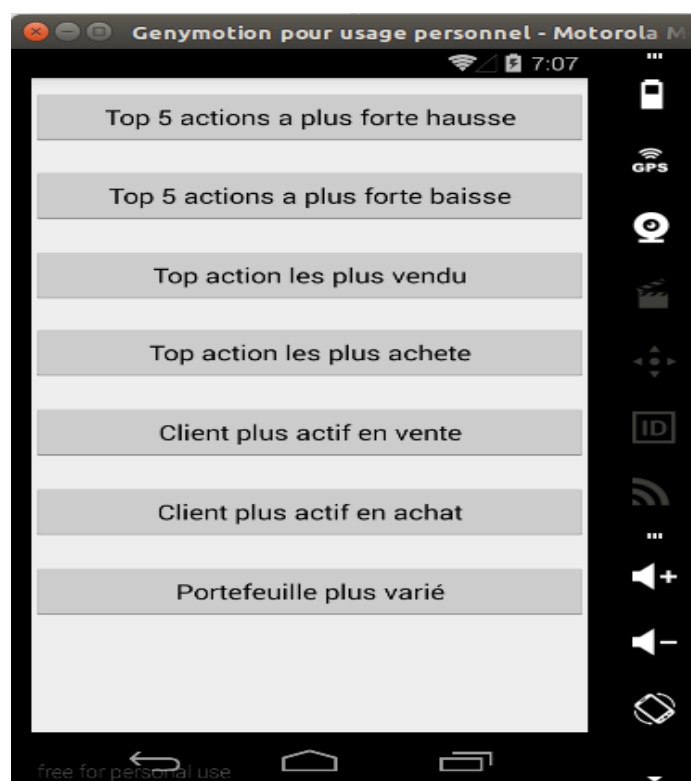 Genymotion pour usage personnel - Motorola M
7:07
GPS
Top 5 actions a plus forte hausse
Top 5 actions a plus forte baisse
Top action les plus vendu
Top action les plus achete
ID
Client plus actif en vente
Client plus actif en achat
Portefeuille plus varié
free for personal use